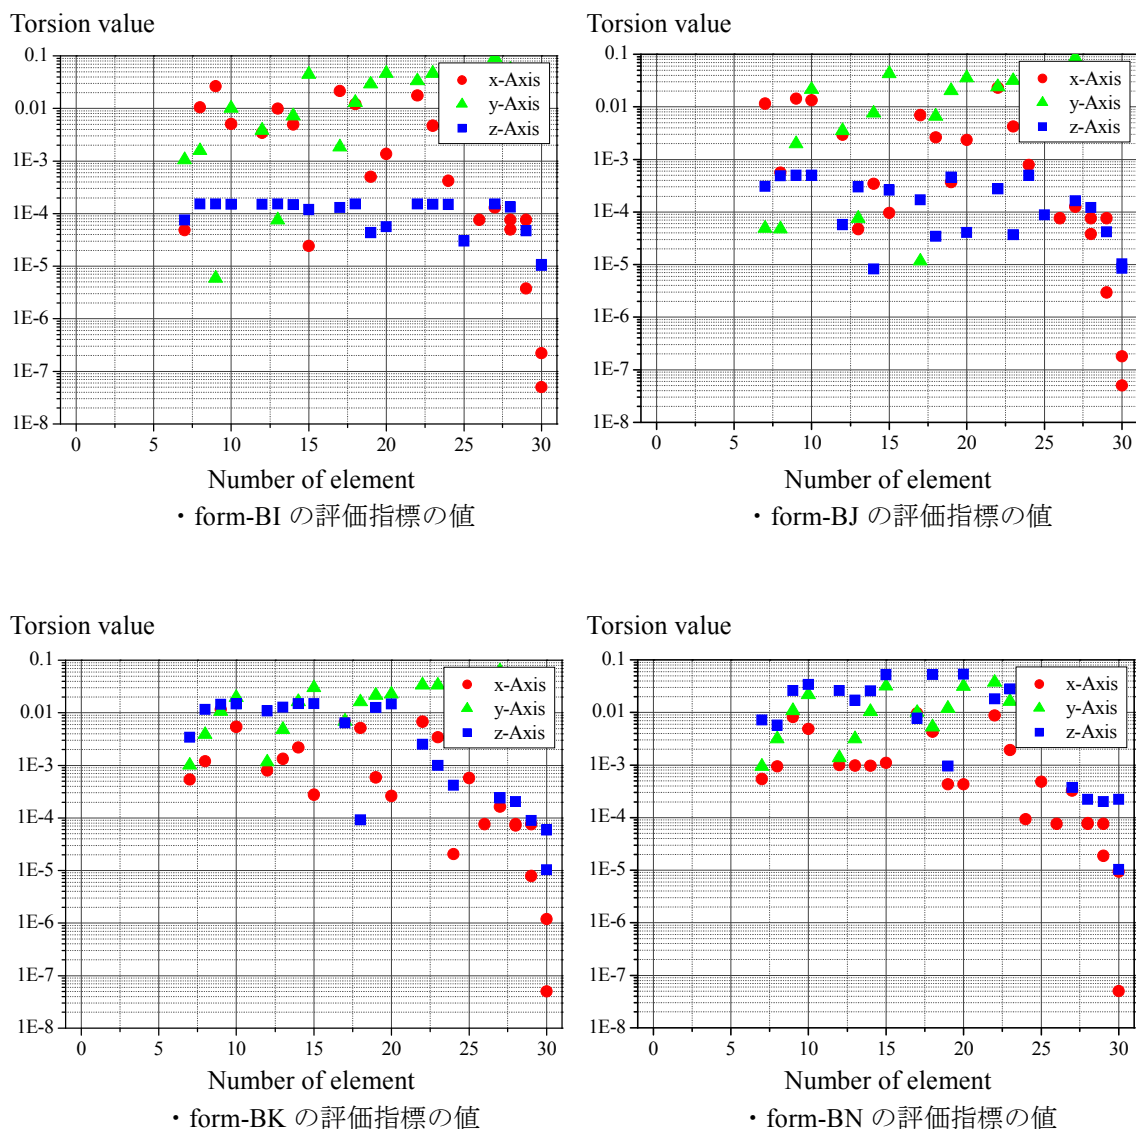 Torsion value
0.1
0.01
1E-3
1E-4
1E-5
1E-6
1E-7
1E-8
0 5 10 15 20 25 30
x-Axis
y-Axis
z-Axis
Number of element
・form-BI の評価指標の値
Torsion value
0.1
0.01
1E-3
1E-4
1E-5
1E-6
1E-7
1E-8
0 5 10 15 20 25 30
x-Axis
y-Axis
z-Axis
Number of element
・form-BJ の評価指標の値
Torsion value
0.1
0.01
1E-3
1E-4
1E-5
1E-6
1E-7
1E-8
0 5 10 15 20 25 30
x-Axis
y-Axis
z-Axis
Number of element
・form-BK の評価指標の値
Torsion value
0.1
0.01
1E-3
1E-4
1E-5
1E-6
1E-7
1E-8
0 5 10 15 20 25 30
x-Axis
y-Axis
z-Axis
Number of element
・form-BN の評価指標の値